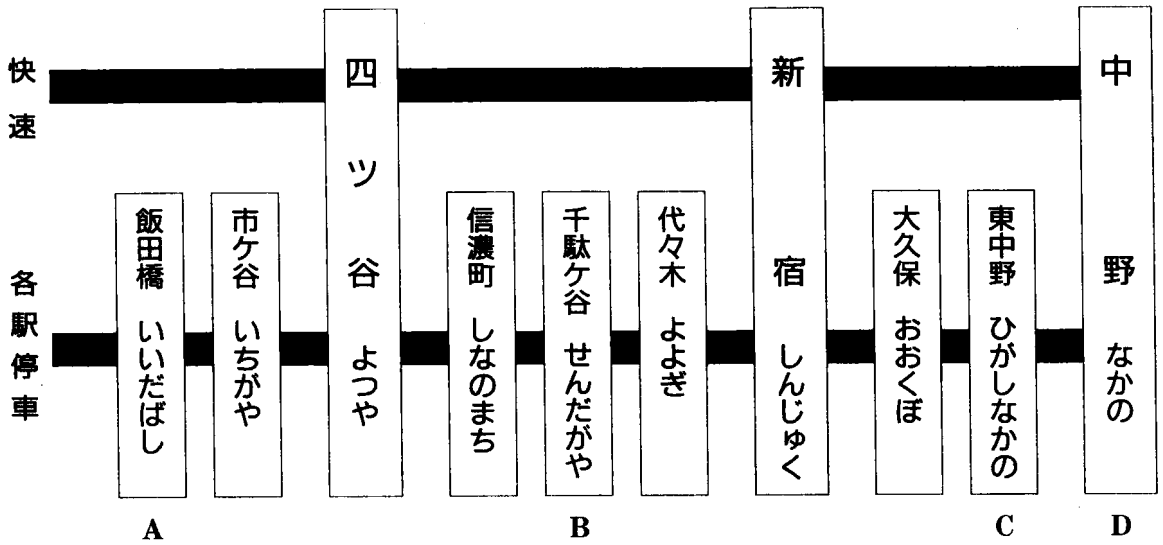 快速
各駅停車
飯田橋 いいだばし
市ケ谷 いちがや
四ツ谷 よつや
信濃町 しなのまち
千駄ケ谷 せんだがや
代々木 よよぎ
新宿 しんじゅく
大久保 おおくぼ
東中野 ひがしなかの
中野 なかの
A
B
C
D